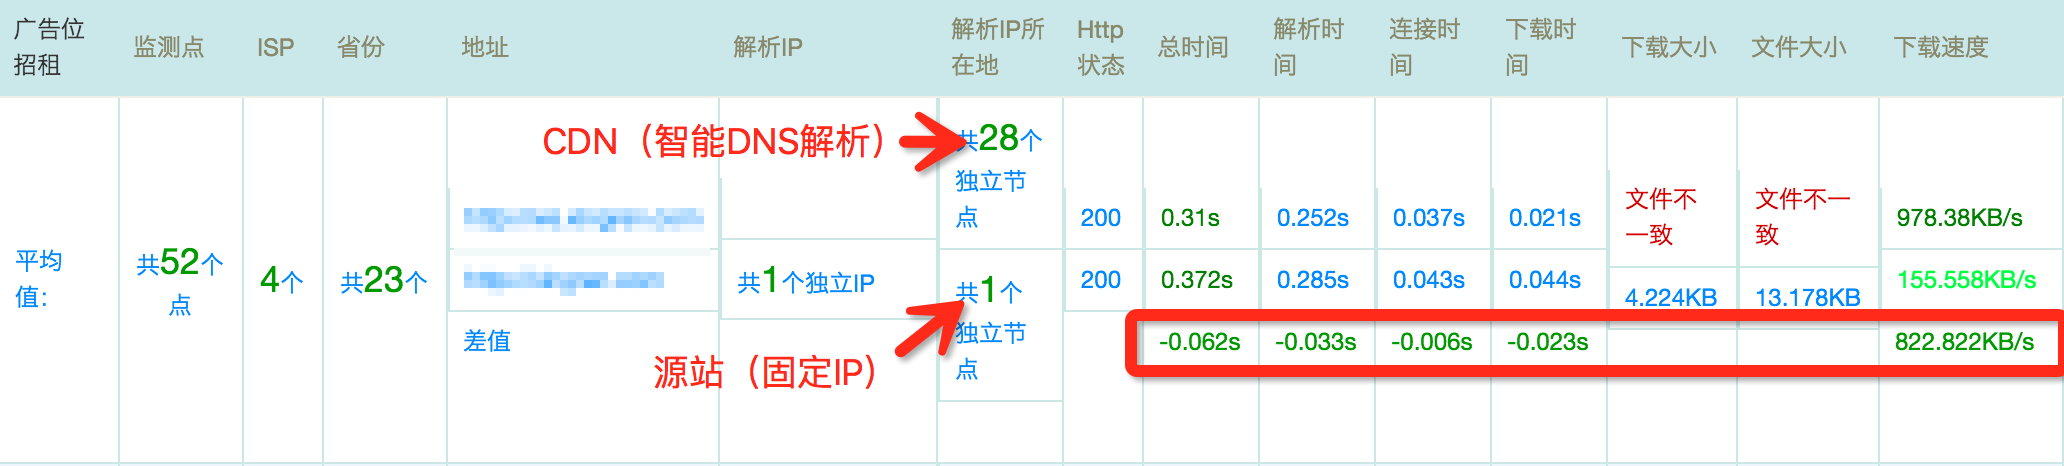 广告位
招租
监测点
ISP
省份
地址
解析IP
解析IP所
在地
Http
状态
总时间
解析时
间
连接时
间
下载时
间
下载大小
文件大小
下载速度
平均
值：
共52个
点
4个
共23个
CDN（智能DNS解析）
共28个
独立节
点
200
0.31s
0.252s
0.037s
0.021s
文件不
一致
文件不一
致
978.38KB/s
共1个独立IP
共1个
独立节
点
200
0.372s
0.285s
0.043s
0.044s
4.224KB
13.178KB
155.558KB/s
源站（固定IP）
差值
-0.062s
-0.033s
-0.006s
-0.023s
822.822KB/s